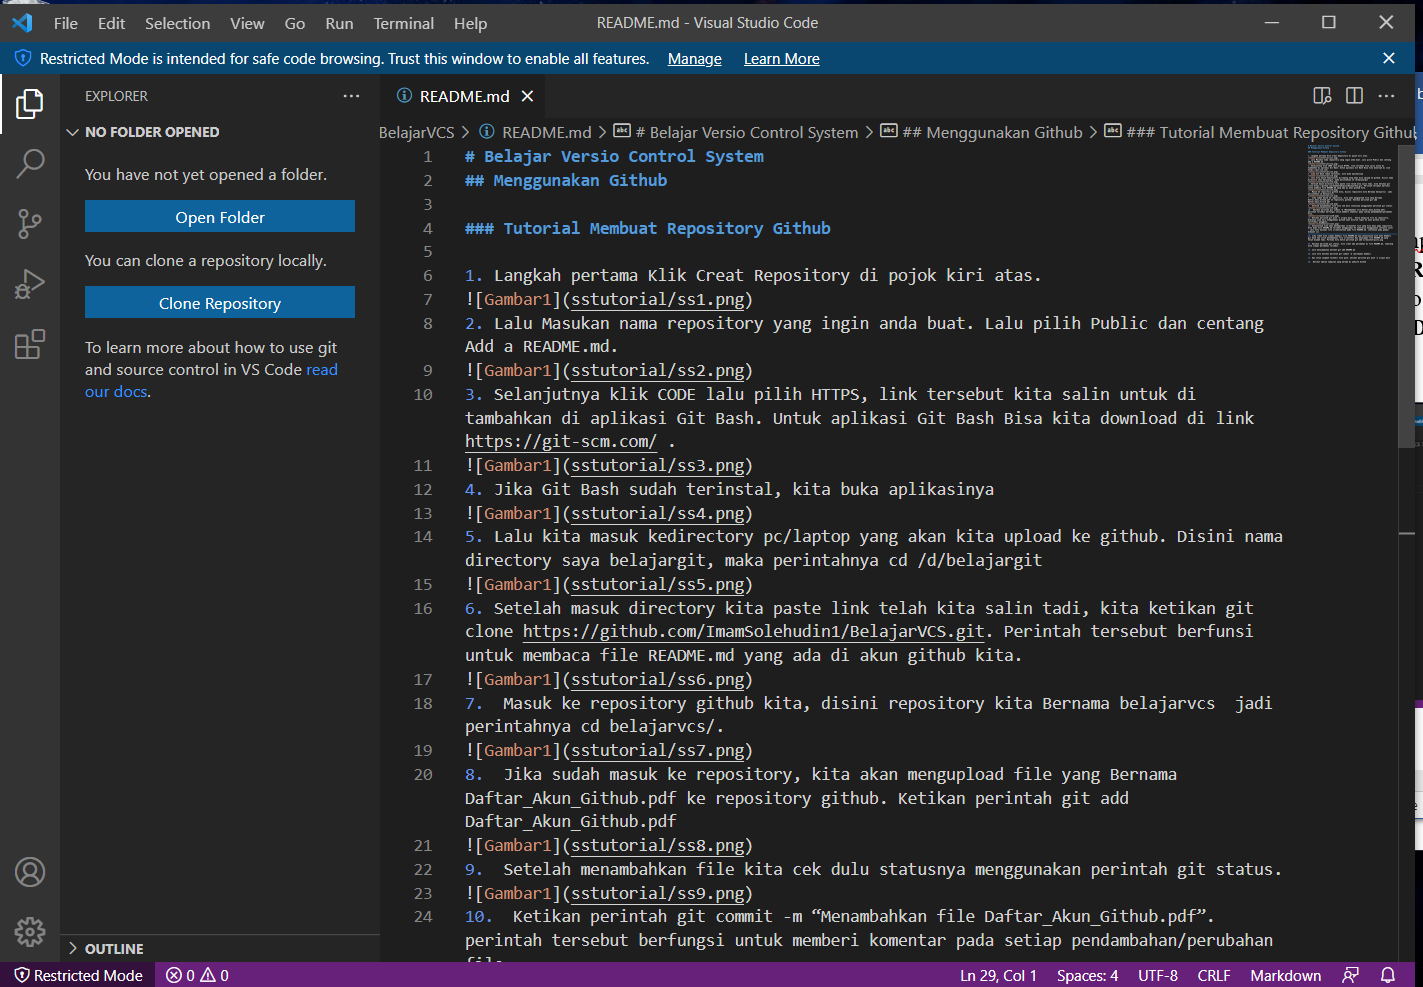 File Edit Selection View Go Run Terminal Help README.md - Visual Studio Code
Restricted Mode is intended for safe code browsing. Trust this window to enable all features. Manage Learn More
EXPLORER
NO FOLDER OPENED
You have not yet opened a folder.
Open Folder
You can clone a repository locally.
Clone Repository
To learn more about how to use git
and source control in VS Code read
our docs.
OUTLINE
README.md
BelajarVCS > README.md > # Belajar Versio Control System > ## Menggunakan Github > ### Tutorial Membuat Repository Githu
1 # Belajar Versio Control System
2 ## Menggunakan Github
3
4 ### Tutorial Membuat Repository Github
5
6 1. Langkah pertama Klik Creat Repository di pojok kiri atas.
7 ![Gambar1](sstutorial/ss1.png)
8 2. Lalu Masukan nama repository yang ingin anda buat. Lalu pilih Public dan centang
Add a README.md.
9 ![Gambar1](sstutorial/ss2.png)
10 3. Selanjutnya klik CODE lalu pilih HTTPS, link tersebut kita salin untuk di
tambahkan di aplikasi Git Bash. Untuk aplikasi Git Bash Bisa kita download di link
https://git-scm.com/ .
11 ![Gambar1](sstutorial/ss3.png)
12 4. Jika Git Bash sudah terinstal, kita buka aplikasinya
13 ![Gambar1](sstutorial/ss4.png)
14 5. Lalu kita masuk kedirectory pc/laptop yang akan kita upload ke github. Disini nama
directory saya belajargit, maka perintahnya cd /d/belajargit
15 ![Gambar1](sstutorial/ss5.png)
16 6. Setelah masuk directory kita paste link telah kita salin tadi, kita ketikan git
clone https://github.com/ImamSolehudin1/BelajarVCS.git. Perintah tersebut berfunsi
untuk membaca file README.md yang ada di akun github kita.
17 ![Gambar1](sstutorial/ss6.png)
18 7.  Masuk ke repository github kita, disini repository kita Bernama belajarvcs  jadi
perintahnya cd belajarvcs/.
19 ![Gambar1](sstutorial/ss7.png)
20 8.  Jika sudah masuk ke repository, kita akan mengupload file yang Bernama
Daftar_Akun_Github.pdf ke repository github. Ketikan perintah git add
Daftar_Akun_Github.pdf
21 ![Gambar1](sstutorial/ss8.png)
22 9.  Setelah menambahkan file kita cek dulu statusnya menggunakan perintah git status.
23 ![Gambar1](sstutorial/ss9.png)
24 10.  Ketikan perintah git commit -m “Menambahkan file Daftar_Akun_Github.pdf”.
perintah tersebut berfungsi untuk memberi komentar pada setiap pendambahan/perubahan
Restricted Mode 0 0 Ln 29, Col 1 Spaces: 4 UTF-8 CRLF Markdown